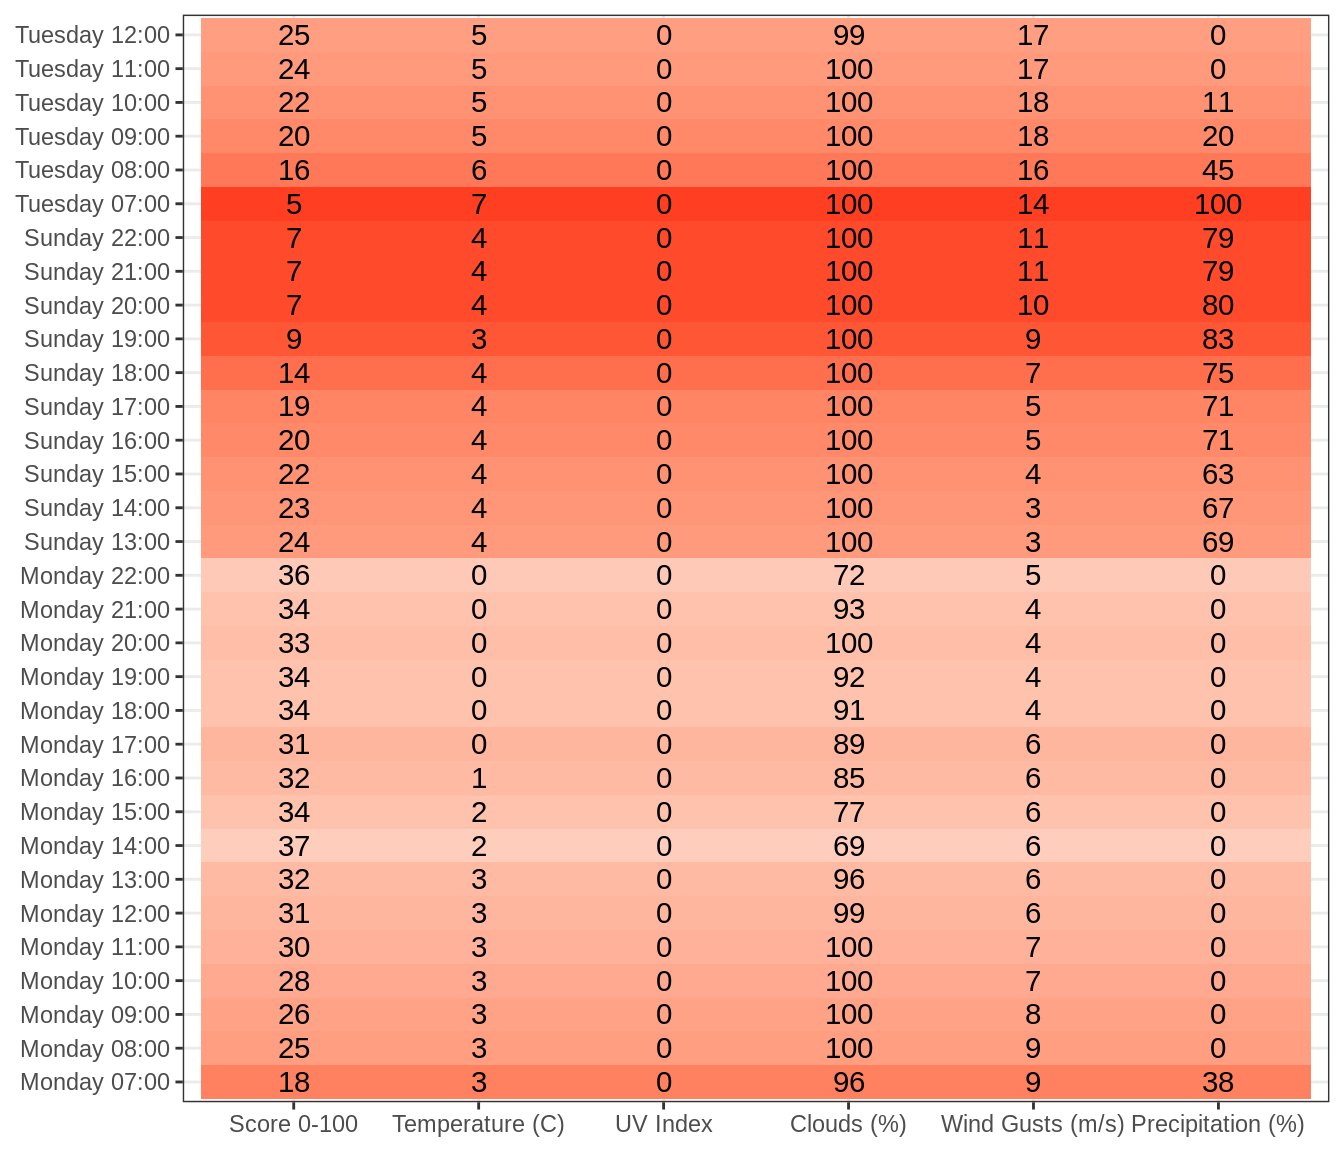 Tuesday 12:00 25 5 0 99 17 0
Tuesday 11:00 24 5 0 100 17 0
Tuesday 10:00 22 5 0 100 18 11
Tuesday 09:00 20 5 0 100 18 20
Tuesday 08:00 16 6 0 100 16 45
Tuesday 07:00 5 7 0 100 14 100
Sunday 22:00 7 4 0 100 11 79
Sunday 21:00 7 4 0 100 11 79
Sunday 20:00 7 4 0 100 10 80
Sunday 19:00 9 3 0 100 9 83
Sunday 18:00 14 4 0 100 7 75
Sunday 17:00 19 4 0 100 5 71
Sunday 16:00 20 4 0 100 5 71
Sunday 15:00 22 4 0 100 4 63
Sunday 14:00 23 4 0 100 3 67
Sunday 13:00 24 4 0 100 3 69
Monday 22:00 36 0 0 72 5 0
Monday 21:00 34 0 0 93 4 0
Monday 20:00 33 0 0 100 4 0
Monday 19:00 34 0 0 92 4 0
Monday 18:00 34 0 0 91 4 0
Monday 17:00 31 0 0 89 6 0
Monday 16:00 32 1 0 85 6 0
Monday 15:00 34 2 0 77 6 0
Monday 14:00 37 2 0 69 6 0
Monday 13:00 32 3 0 96 6 0
Monday 12:00 31 3 0 99 6 0
Monday 11:00 30 3 0 100 7 0
Monday 10:00 28 3 0 100 7 0
Monday 09:00 26 3 0 100 8 0
Monday 08:00 25 3 0 100 9 0
Monday 07:00 18 3 0 96 9 38
Score 0-100 Temperature (C) UV Index Clouds (%) Wind Gusts (m/s) Precipitation (%)